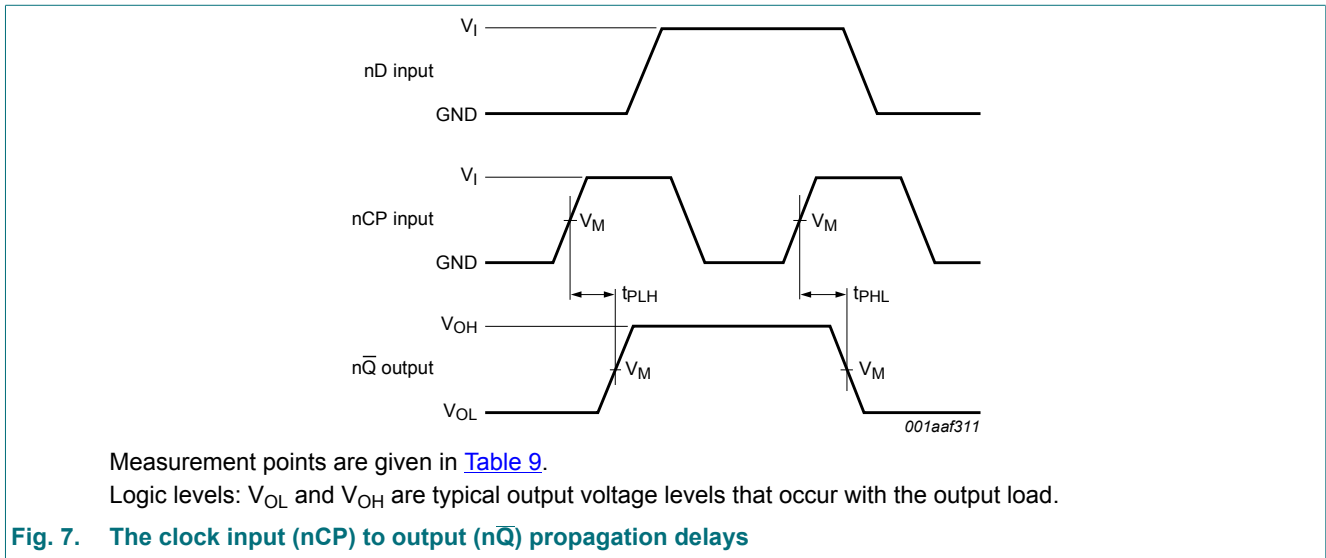 V_I
nD input
GND
V_I
nCP input
V_M
V_M
GND
t_PLH
t_PHL
V_OH
nQ̅ output
V_M
V_M
V_OL
001aaf311
Measurement points are given in Table 9.
Logic levels: V_OL and V_OH are typical output voltage levels that occur with the output load.
Fig. 7. The clock input (nCP) to output (nQ̅) propagation delays